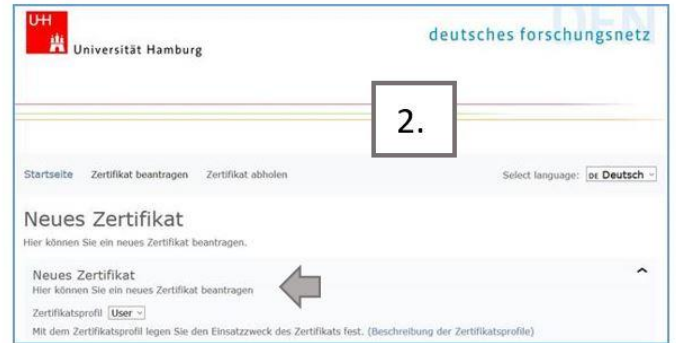 UH
Universität Hamburg
DFN
deutsches forschungsnetz
2.
Startseite Zertifikat beantragen Zertifikat abholen Select language: DE Deutsch
Neues Zertifikat
Hier können Sie ein neues Zertifikat beantragen.
Neues Zertifikat
Hier können Sie ein neues Zertifikat beantragen
Zertifikatsprofil User
Mit dem Zertifikatsprofil legen Sie den Einsatzzweck des Zertifikats fest. (Beschreibung der Zertifikatsprofile)